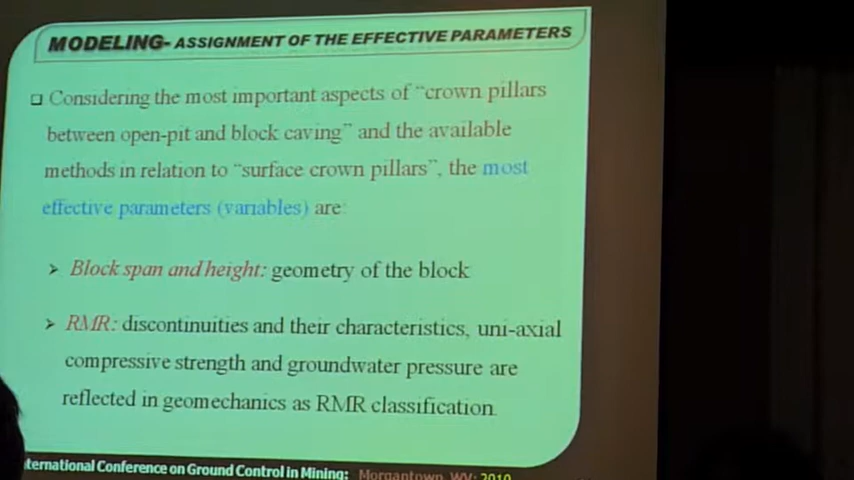 MODELING- ASSIGNMENT OF THE EFFECTIVE PARAMETERS
Considering the most important aspects of "crown pillars
between open-pit and block caving" and the available
methods in relation to "surface crown pillars", the most
effective parameters (variables) are:
Block span and height: geometry of the block
RMR: discontinuities and their characteristics, uni-axial
compressive strength and groundwater pressure are
reflected in geomechanics as RMR classification.
ternational Conference on Ground Control in Mining: Morgantown, WV; 2010